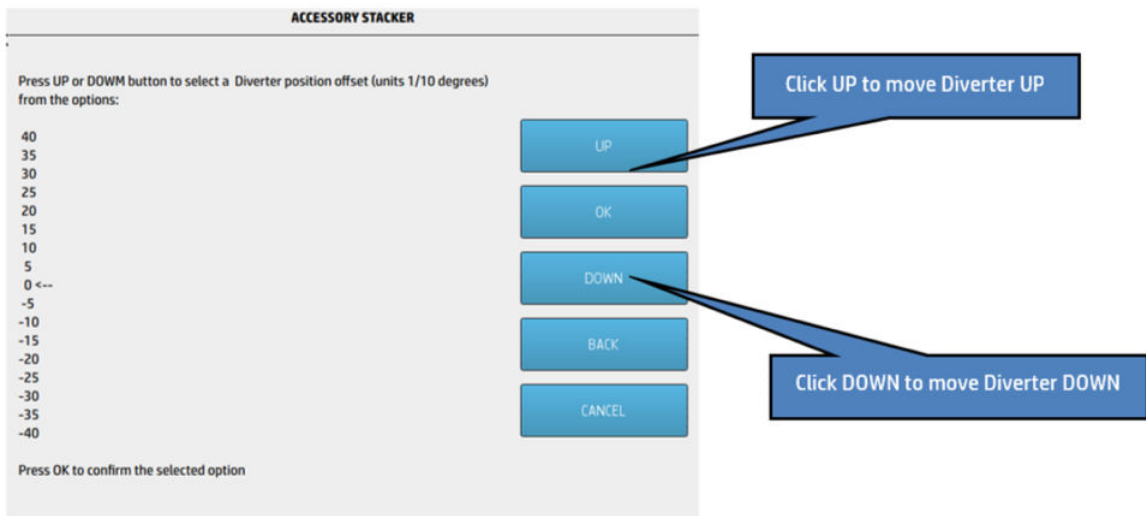 ACCESSORY STACKER
Press UP or DOWM button to select a Diverter position offset (units 1/10 degrees)
from the options:
40
35
30
25
20
15
10
5
0 <--
-5
-10
-15
-20
-25
-30
-35
-40
Press OK to confirm the selected option
UP
OK
DOWN
BACK
CANCEL
Click UP to move Diverter UP
Click DOWN to move Diverter DOWN